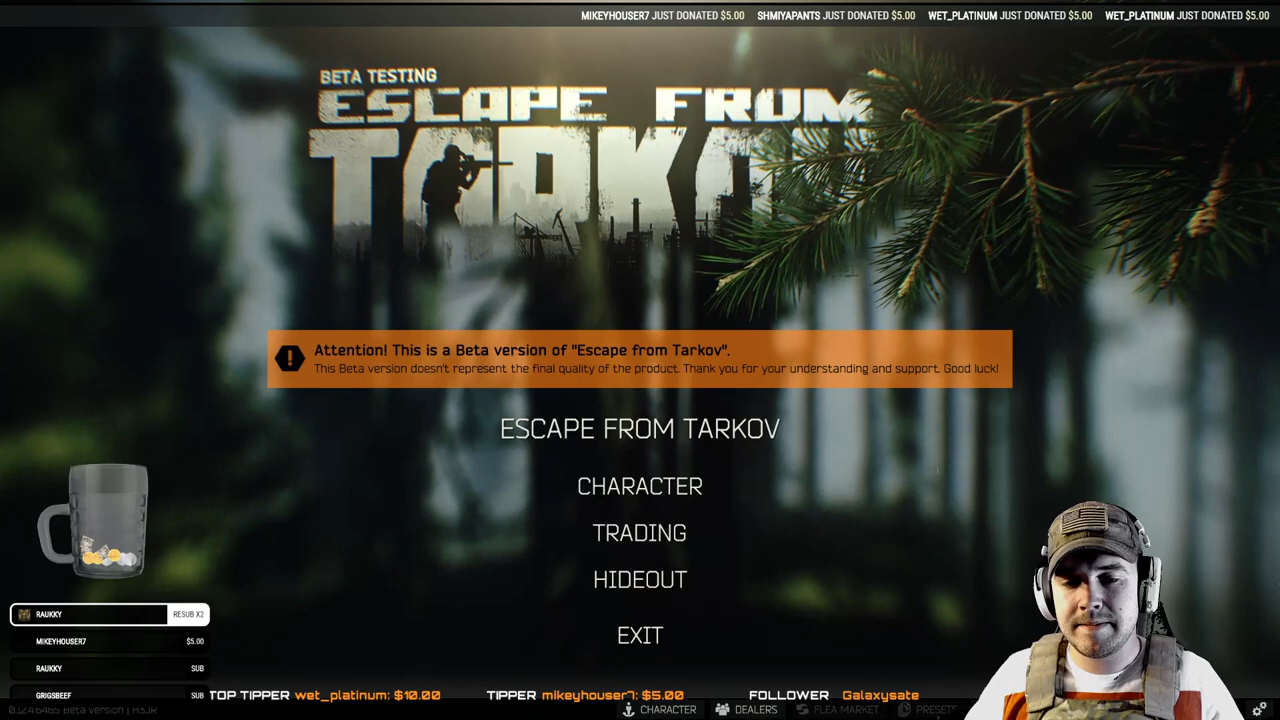 MIKEYHOUSER7 JUST DONATED $5.00 SHMIYAPANTS JUST DONATED $5.00 WET_PLATINUM JUST DONATED $5.00 WET_PLATINUM JUST DONATED $5.00
BETA TESTING
ESCAPE FROM
TARKOV
Attention! This is a Beta version of "Escape from Tarkov".
This Beta version doesn't represent the final quality of the product. Thank you for your understanding and support. Good luck!
ESCAPE FROM TARKOV
CHARACTER
TRADING
HIDEOUT
EXIT
RAUKKY RESUB X2
MIKEYHOUSER7 $5.00
RAUKKY SUB
GRIGSBEEF SUB
TOP TIPPER wet_platinum: $10.00 TIPPER mikeyhouser7: $5.00 FOLLOWER Galaxysate
Beta version CHARACTER DEALERS FLEA MARKET PRESETS